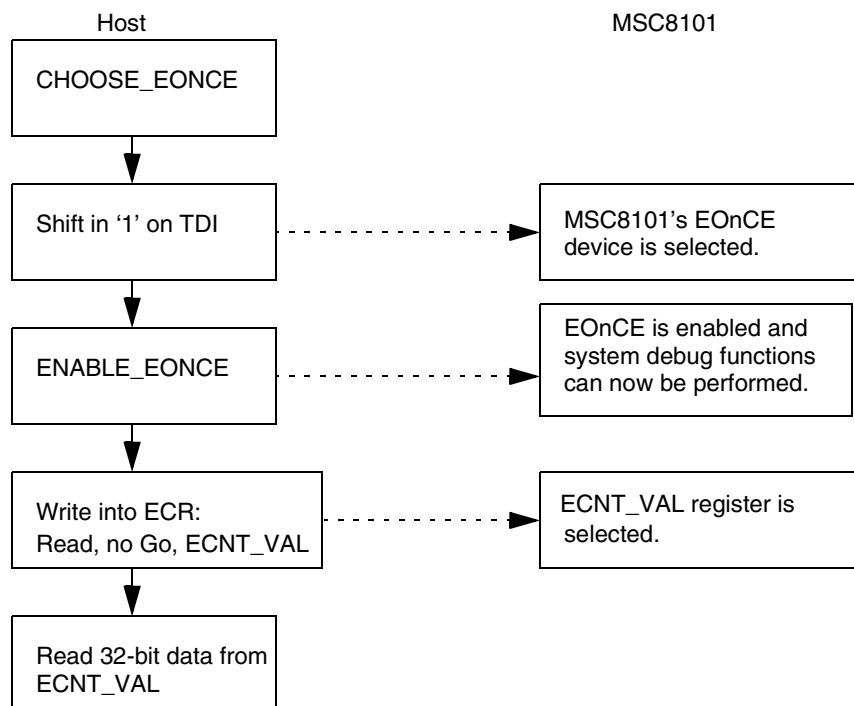 Host
MSC8101
CHOOSE_EONCE
Shift in ‘1’ on TDI
MSC8101's EOnCE
device is selected.
ENABLE_EONCE
EOnCE is enabled and
system debug functions
can now be performed.
Write into ECR:
Read, no Go, ECNT_VAL
ECNT_VAL register is
selected.
Read 32-bit data from
ECNT_VAL